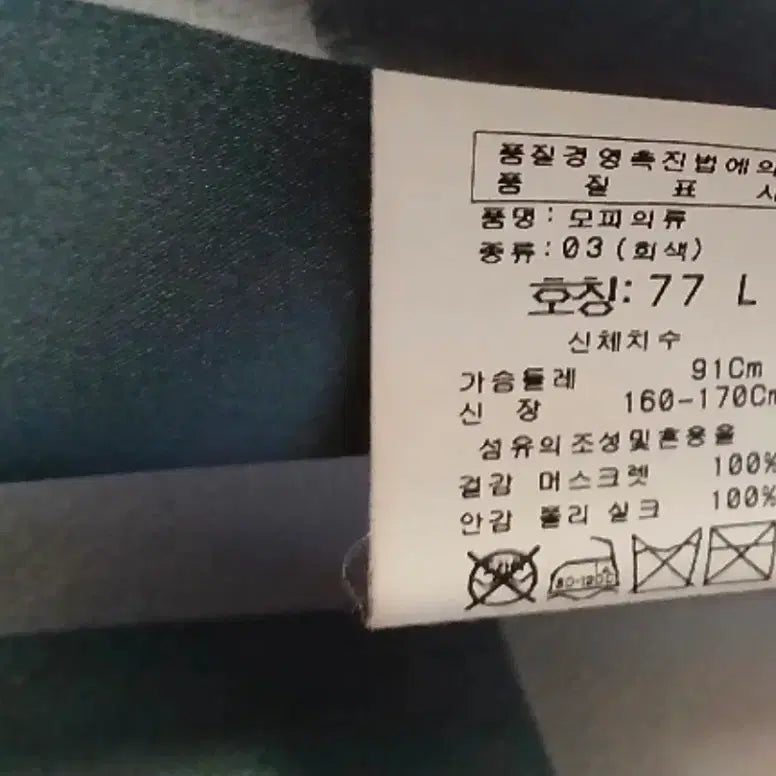 품질경영촉진법에의
품 질 표 시
품명: 모피의류
종류: 03 (회색)
호칭: 77 L
신체치수
가슴둘레 91Cm
신 장 160-170Cm
섬유의조성및혼용율
겉감 머스크렛 100%
안감 폴리 실크 100%
80-120℃